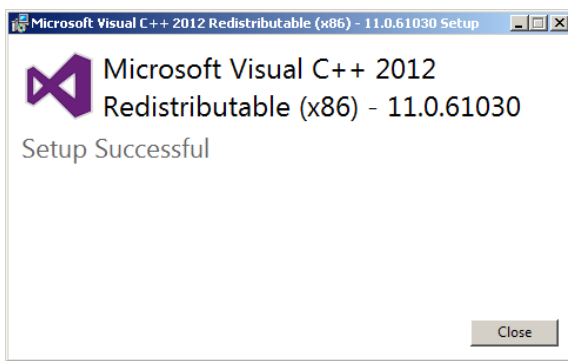 Microsoft Visual C++ 2012 Redistributable (x86) - 11.0.61030 Setup
Microsoft Visual C++ 2012
Redistributable (x86) - 11.0.61030
Setup Successful
Close